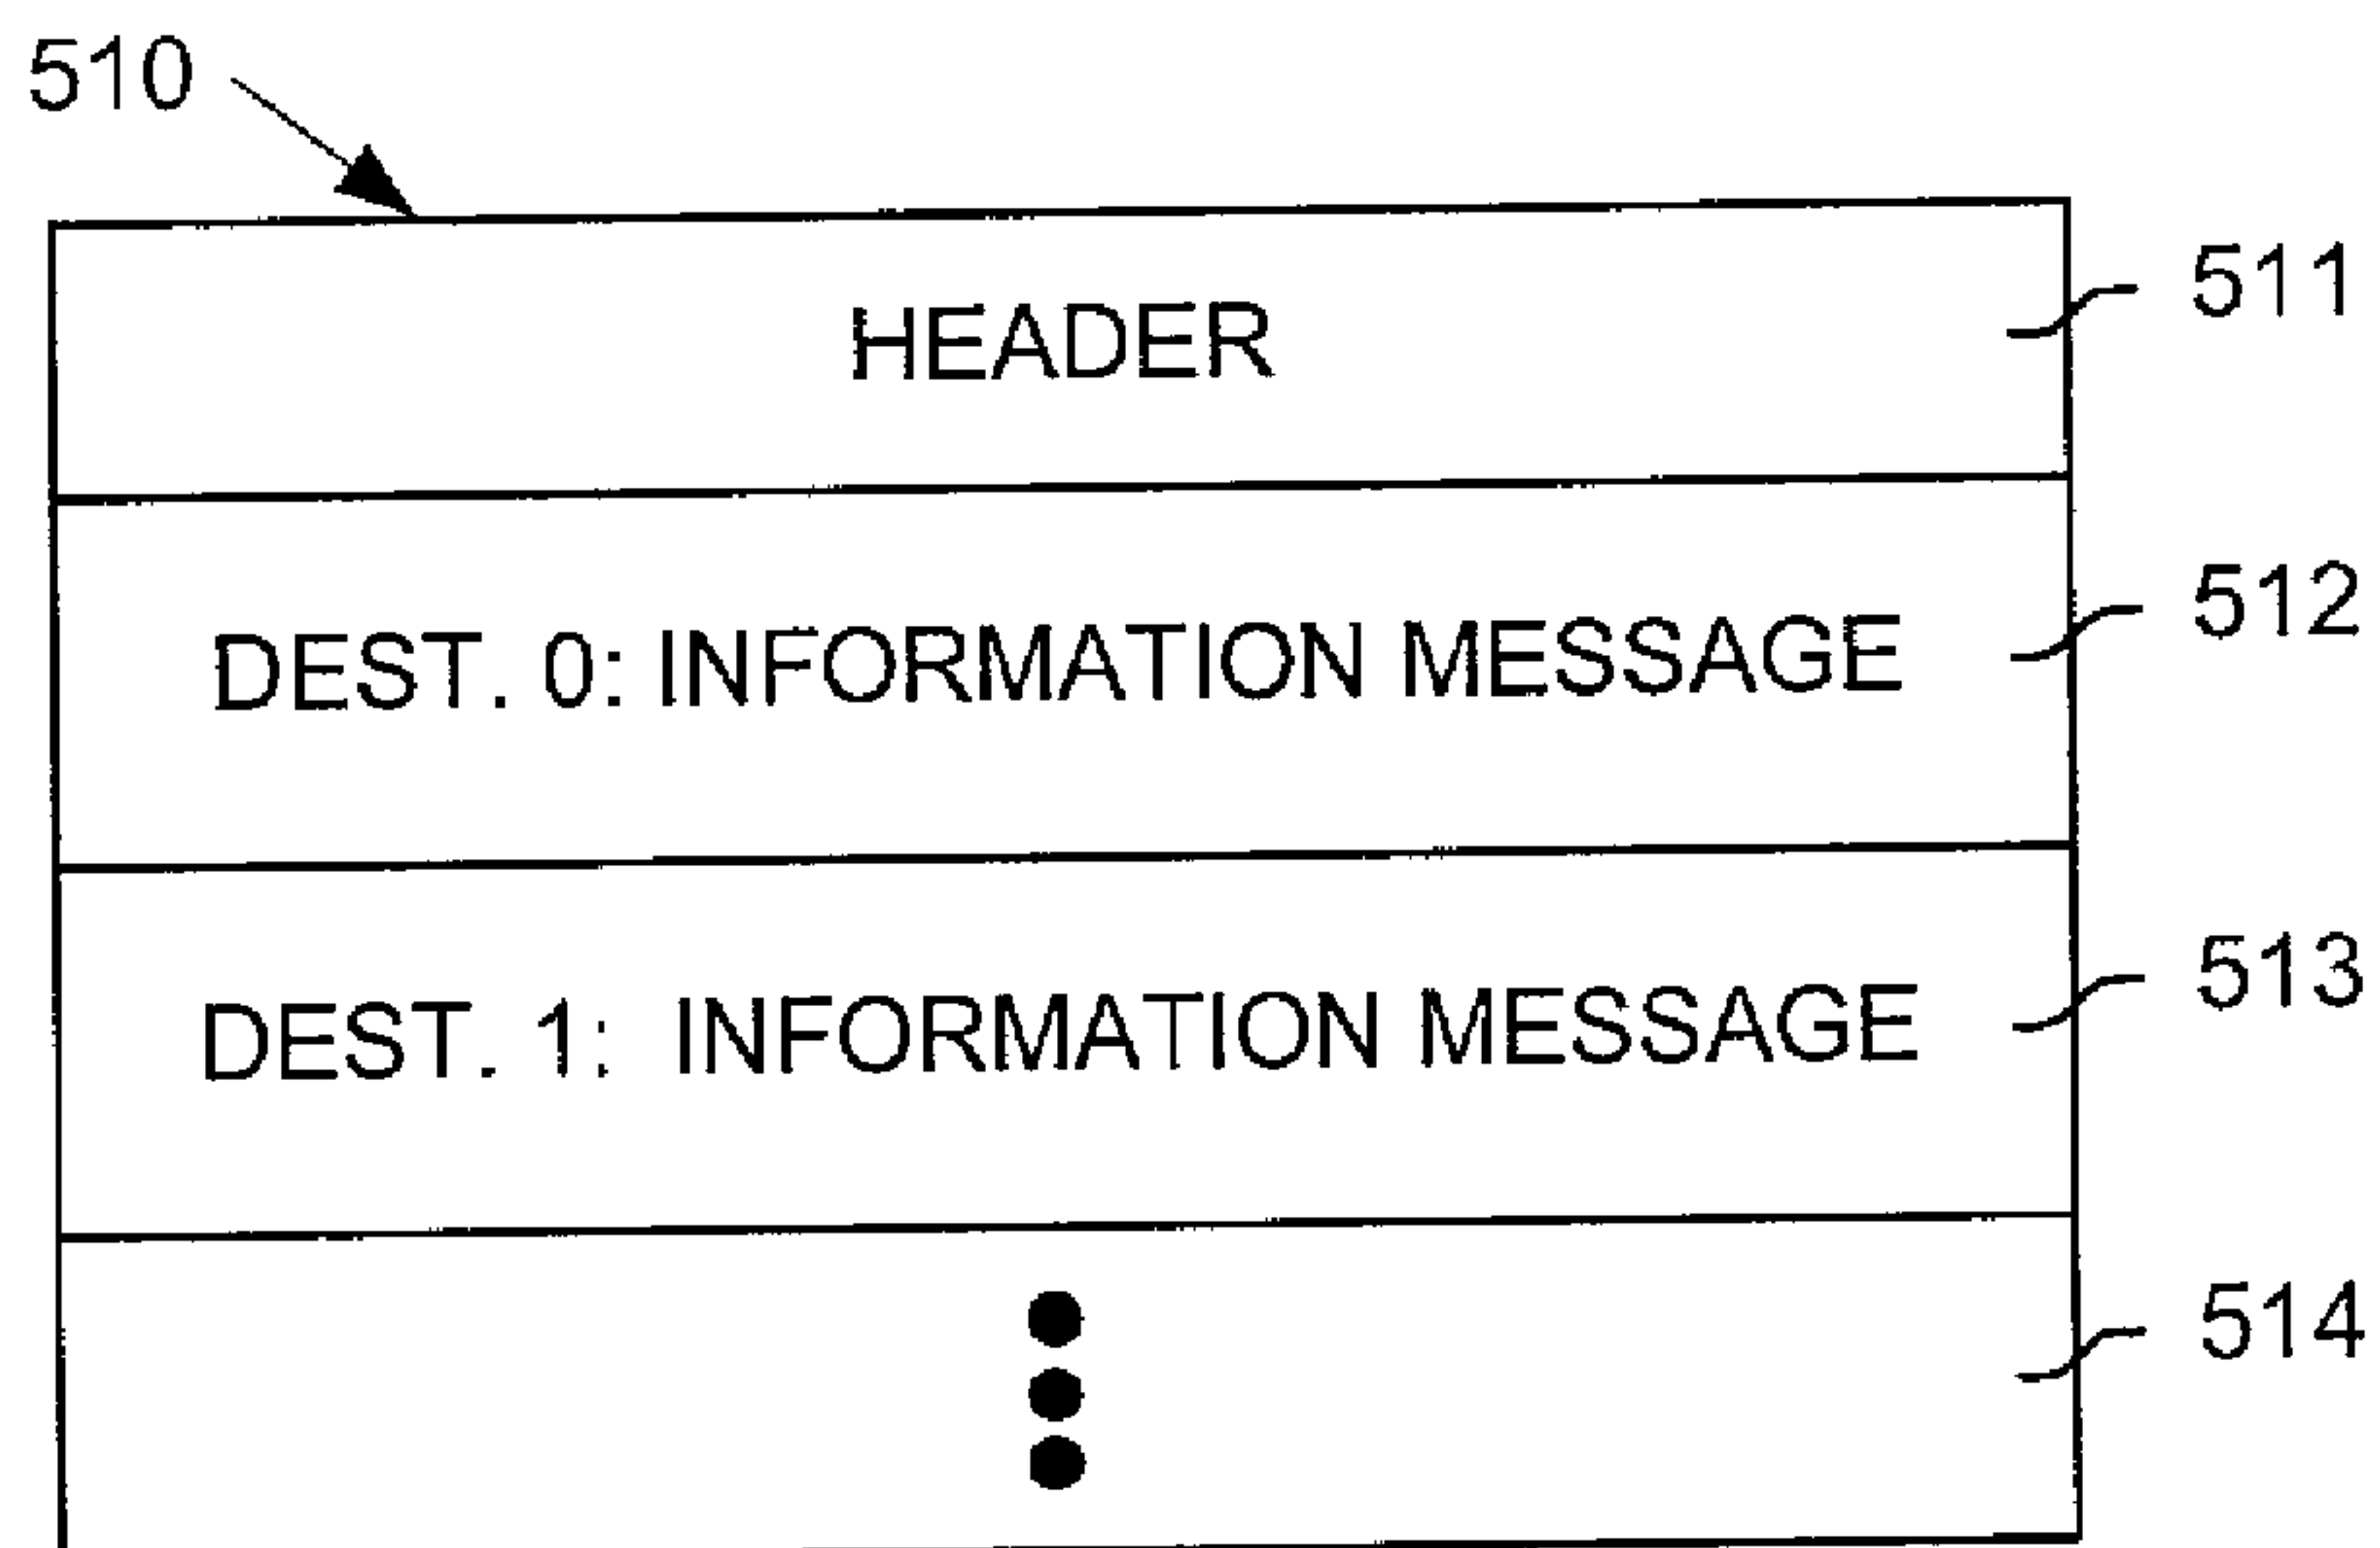 510
HEADER
511
DEST. 0: INFORMATION MESSAGE
512
DEST. 1: INFORMATION MESSAGE
513
514